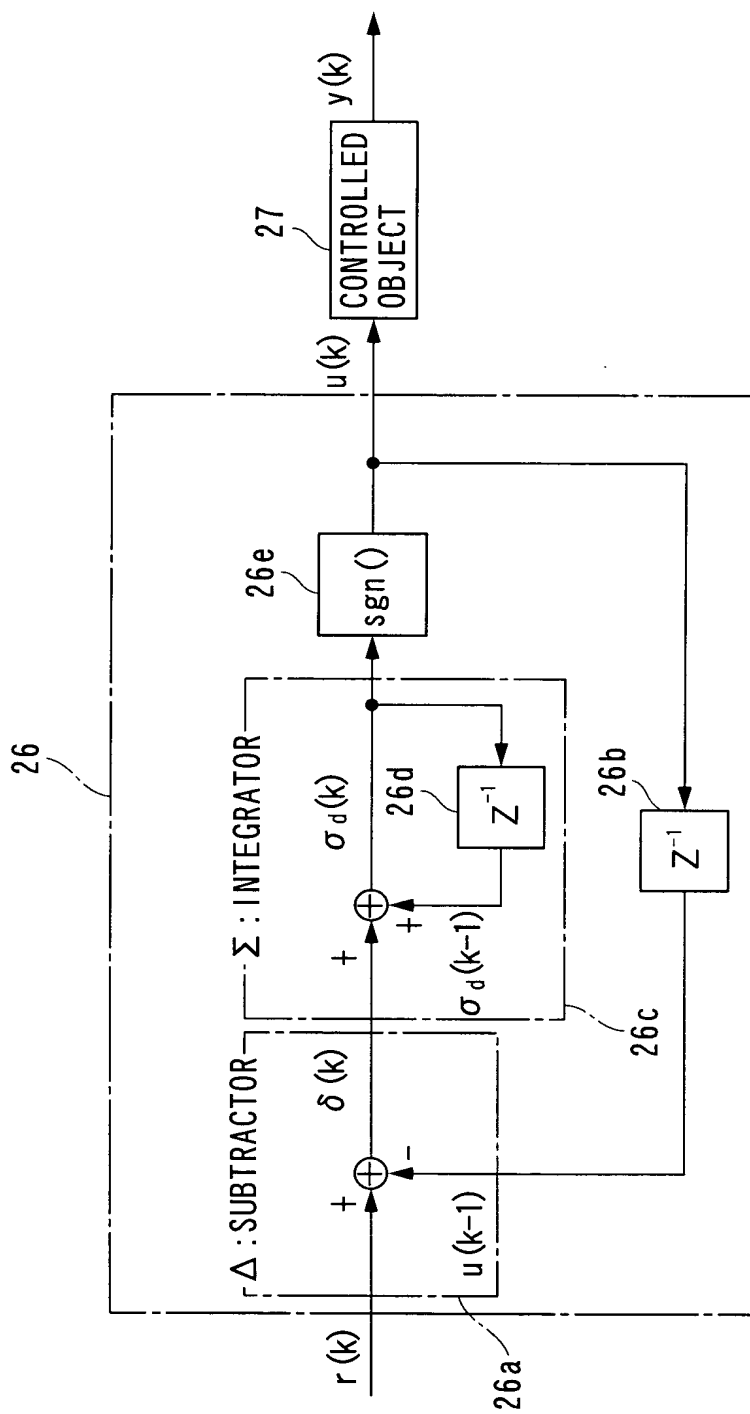 26
Δ:SUBTRACTOR
Σ:INTEGRATOR
26e
sgn()
27
CONTROLLED
OBJECT
r(k)
+
-
δ(k)
+
+
σd(k)
u(k)
y(k)
u(k-1)
σd(k-1)
26d
Z⁻¹
26a
26c
26b
Z⁻¹